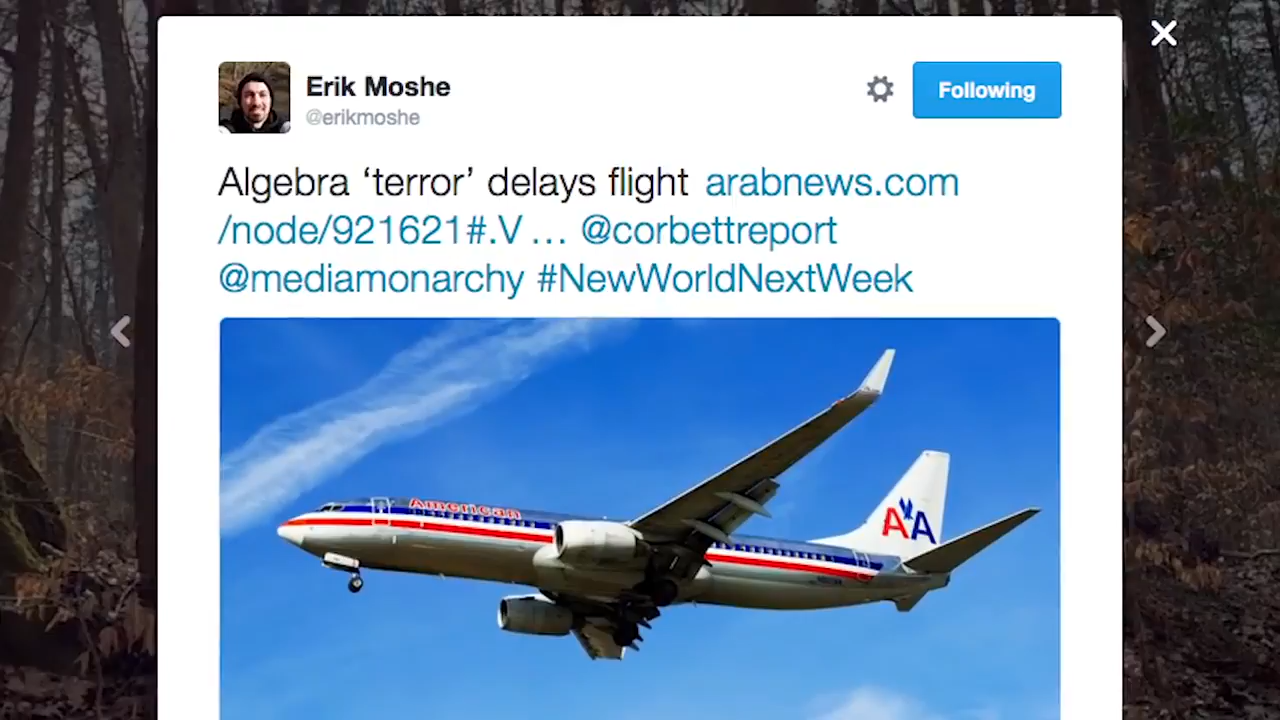 Erik Moshe
@erikmoshe
Following
Algebra ‘terror’ delays flight arabnews.com
/node/921621#.V ... @corbettreport
@mediamonarchy #NewWorldNextWeek
American
AA